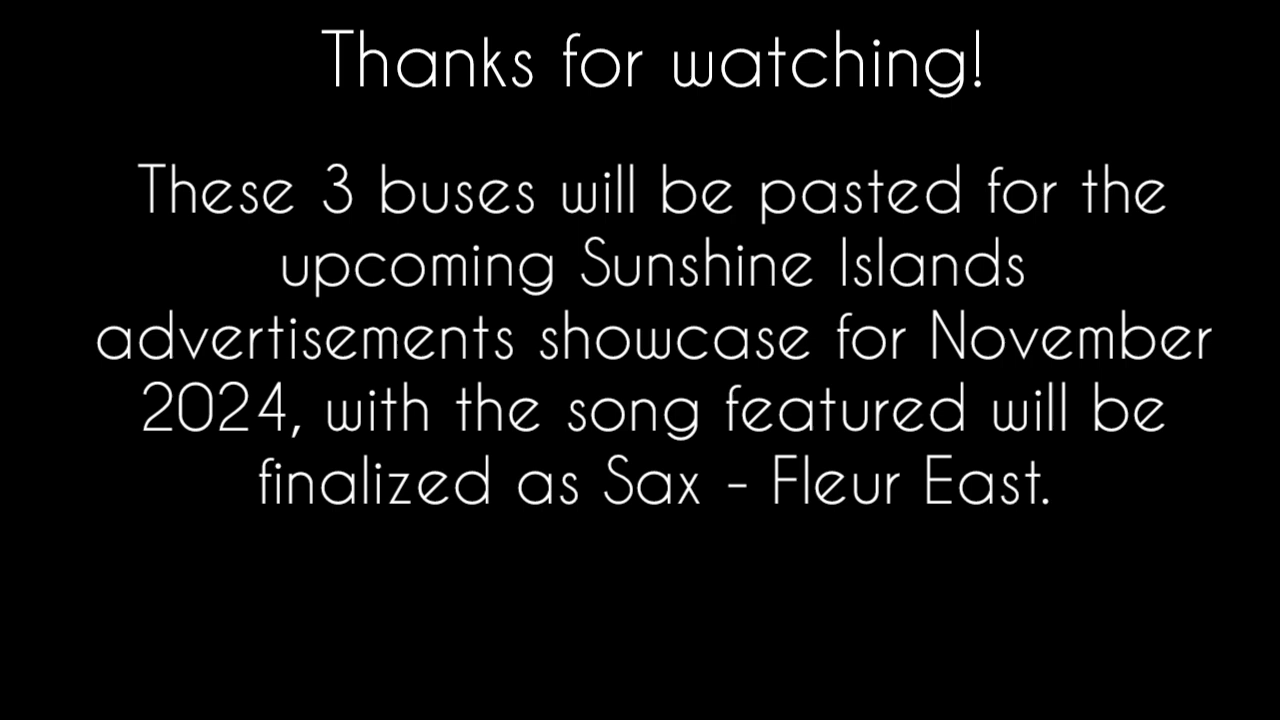 Thanks for watching!
These 3 buses will be pasted for the
upcoming Sunshine Islands
advertisements showcase for November
2024, with the song featured will be
finalized as Sax - Fleur East.